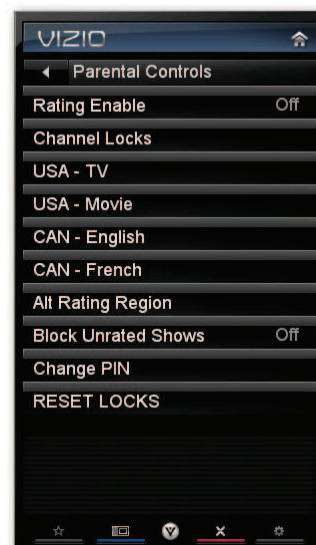 VIZIO
Parental Controls
Rating Enable Off
Channel Locks
USA - TV
USA - Movie
CAN - English
CAN - French
Alt Rating Region
Block Unrated Shows Off
Change PIN
RESET LOCKS
V